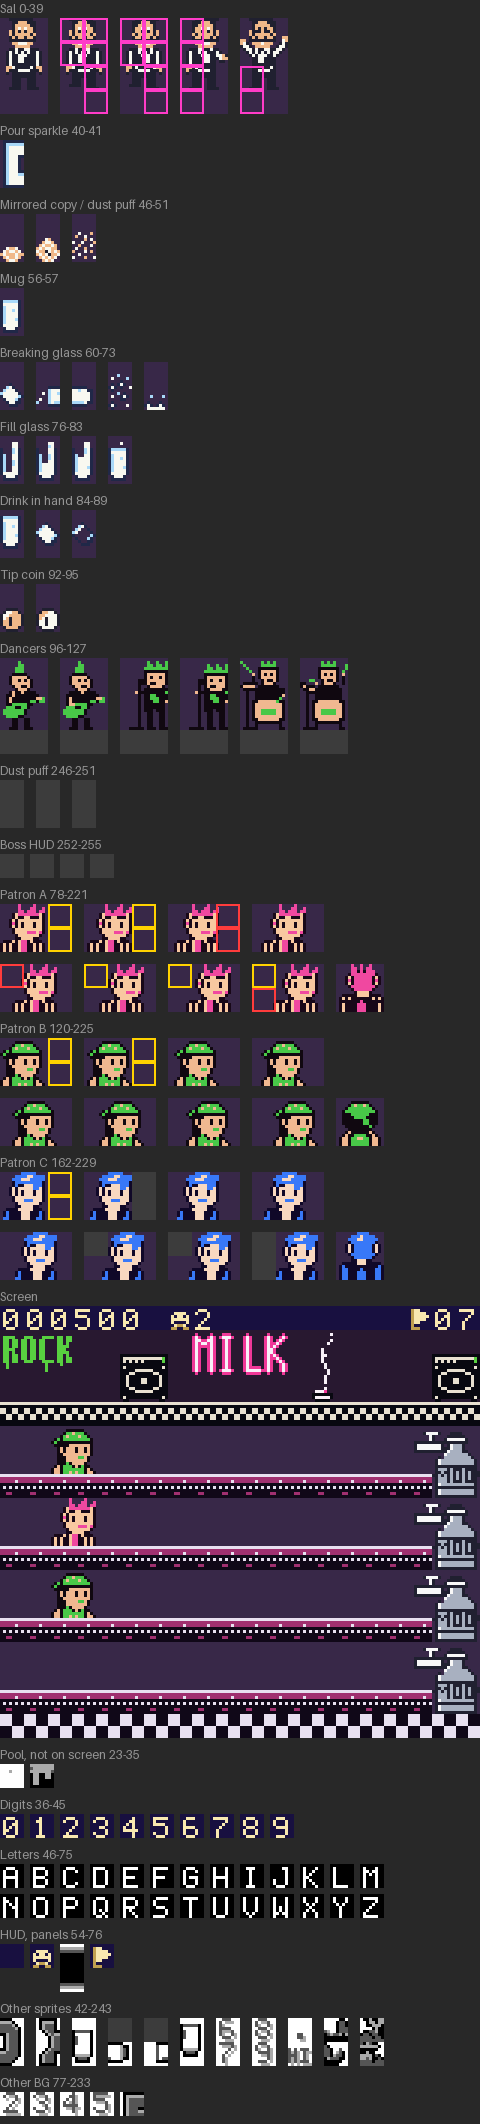 Sal 0-39
Pour sparkle 40-41
Mirrored copy / dust puff 46-51
Mug 56-57
Breaking glass 60-73
Fill glass 76-83
Drink in hand 84-89
Tip coin 92-95
Dancers 96-127
Dust puff 246-251
Boss HUD 252-255
Patron A 78-221
Patron B 120-225
Patron C 162-229
Screen
000500 2 07
ROCK MILK
Pool, not on screen 23-35
Digits 36-45
0 1 2 3 4 5 6 7 8 9
Letters 46-75
A B C D E F G H I J K L M
N O P Q R S T U V W X Y Z
HUD, panels 54-76
Other sprites 42-243
HI
Other BG 77-233
2 3 4 5